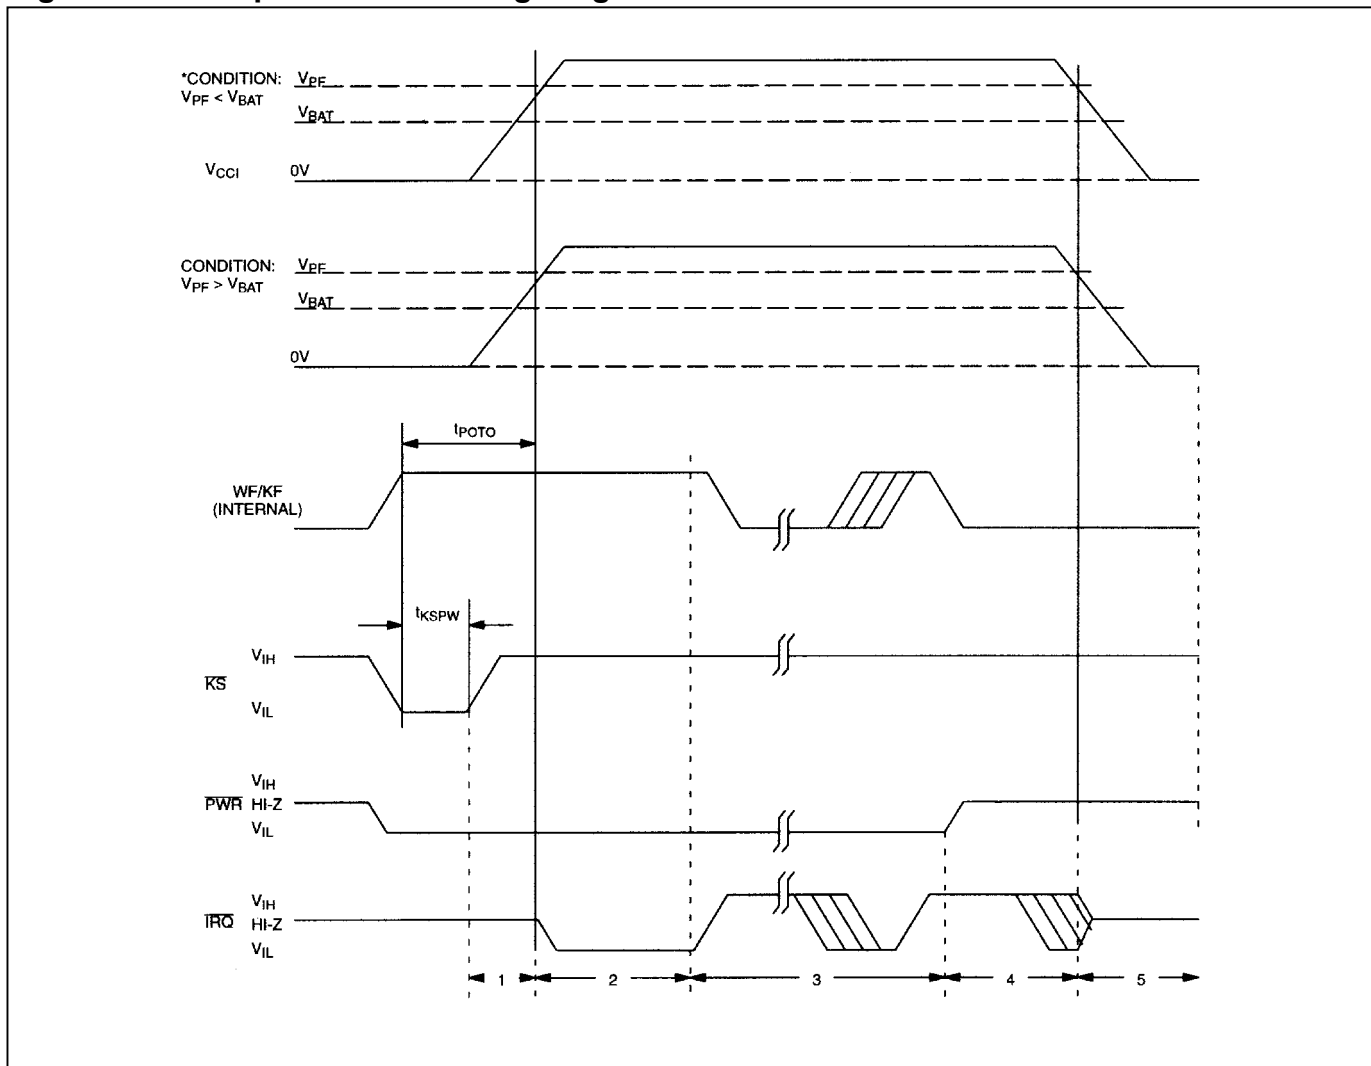 *CONDITION: VPF
VPF < VBAT
VBAT
VCCI 0V
CONDITION: VPF
VPF > VBAT
VBAT
0V
tPOTO
WF/KF
(INTERNAL)
tKSPW
VIH
KS
VIL
VIH
PWR HI-Z
VIL
VIH
IRQ HI-Z
VIL
1 2 3 4 5